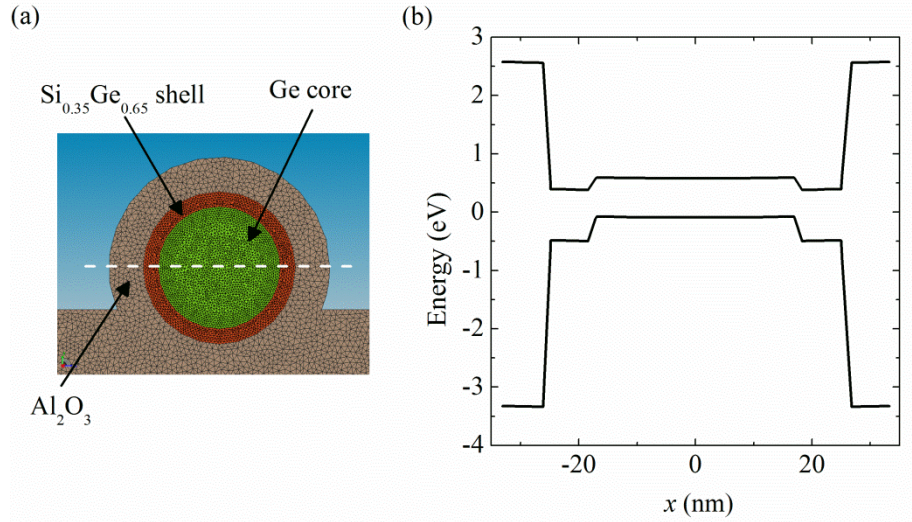 (a)
Si0.35Ge0.65 shell
Ge core
Al2O3
(b)
3
2
1
0
-1
-2
-3
-4
Energy (eV)
-20
0
20
x (nm)